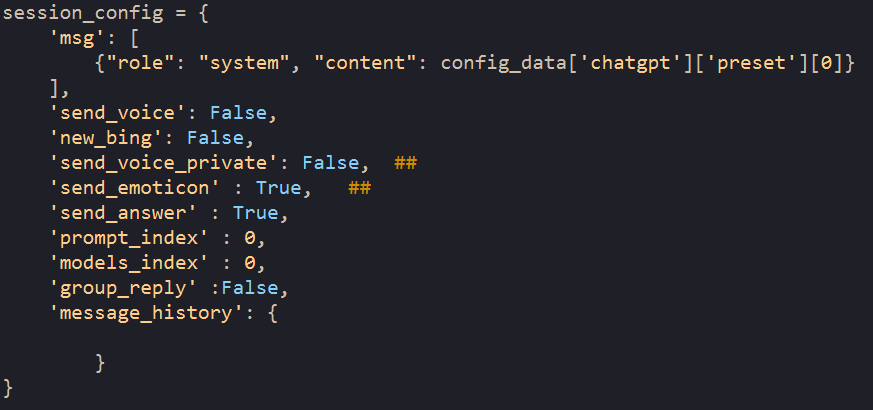 session_config = {
    'msg': [
        {"role": "system", "content": config_data['chatgpt']['preset'][0]}
    ],
    'send_voice': False,
    'new_bing': False,
    'send_voice_private': False,  ##
    'send_emoticon' : True,   ##
    'send_answer' : True,
    'prompt_index' : 0,
    'models_index' : 0,
    'group_reply' :False,
    'message_history': {
        }
}